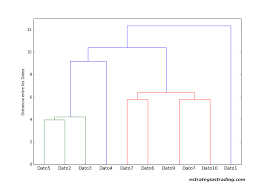 Distancia entre los Datos
12
10
8
6
4
2
0
Dato5 Dato2 Dato3 Dato4 Dato7 Dato6 Dato9 Dato7 Dato10 Dato1
estrategiastrading.com